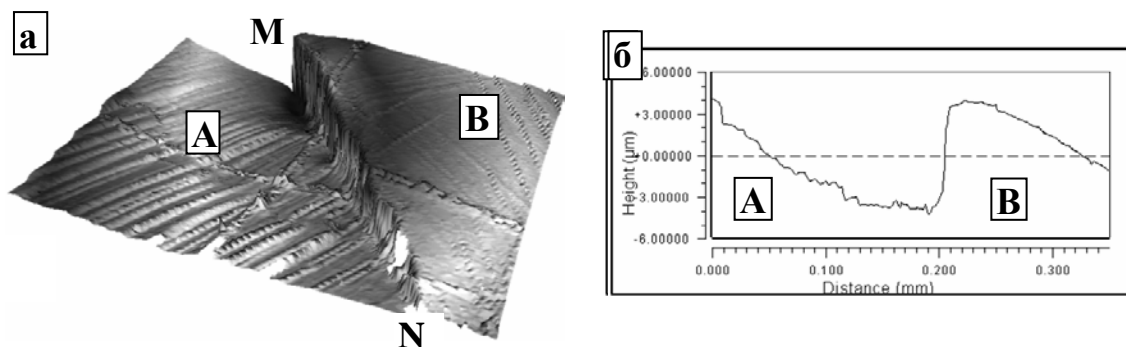 а
M
A
B
N
б
+6.00000
+3.00000
+0.00000
-3.00000
-6.00000
Height (µm)
A
B
0.000
0.100
0.200
0.300
Distance (mm)